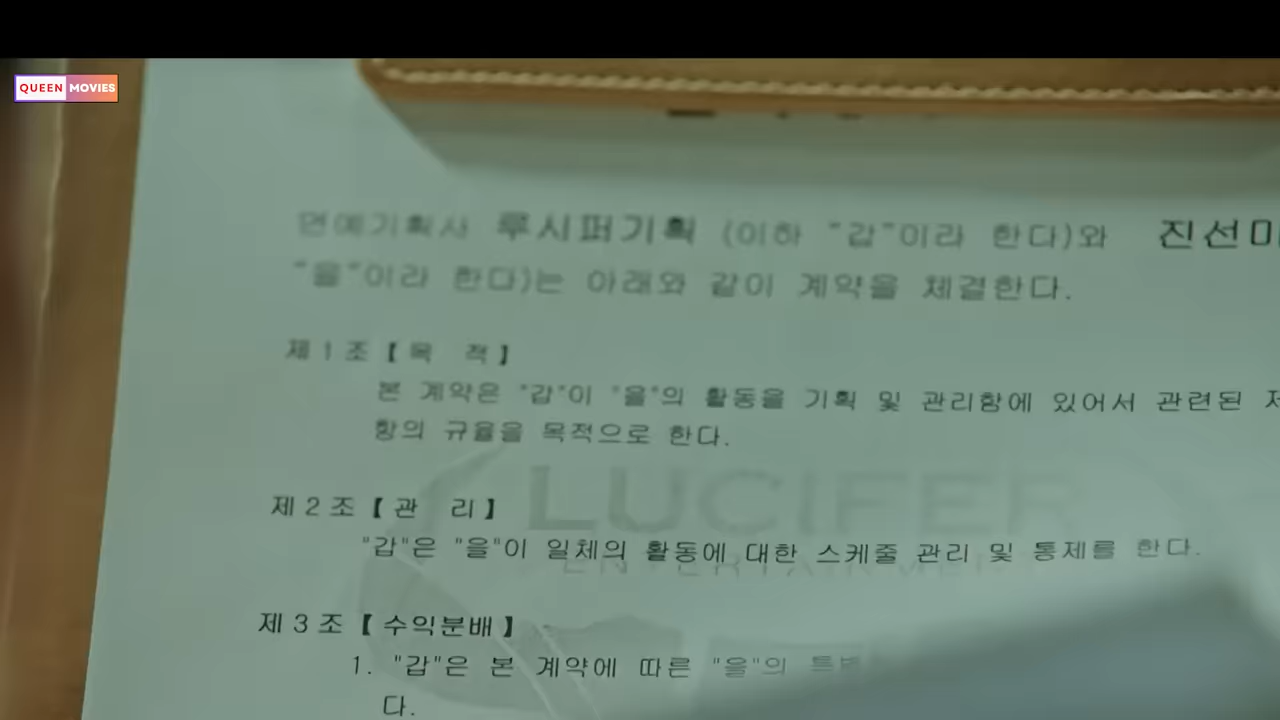 QUEEN MOVIES
연예기획사 루시퍼기획 (이하 "갑"이라 한다)와 진선미
"을"이라 한다)는 아래와 같이 계약을 체결한다.
제1조【목 적】
본 계약은 "갑"이 "을"의 활동을 기획 및 관리함에 있어서 관련된 제
항의 규율을 목적으로 한다.
LUCIFER
제2조【관 리】
"갑"은 "을"이 일체의 활동에 대한 스케줄 관리 및 통제를 한다.
ENTERTAINMENT
제3조【수익분배】
1. "갑"은 본 계약에 따른 "을"의
다.